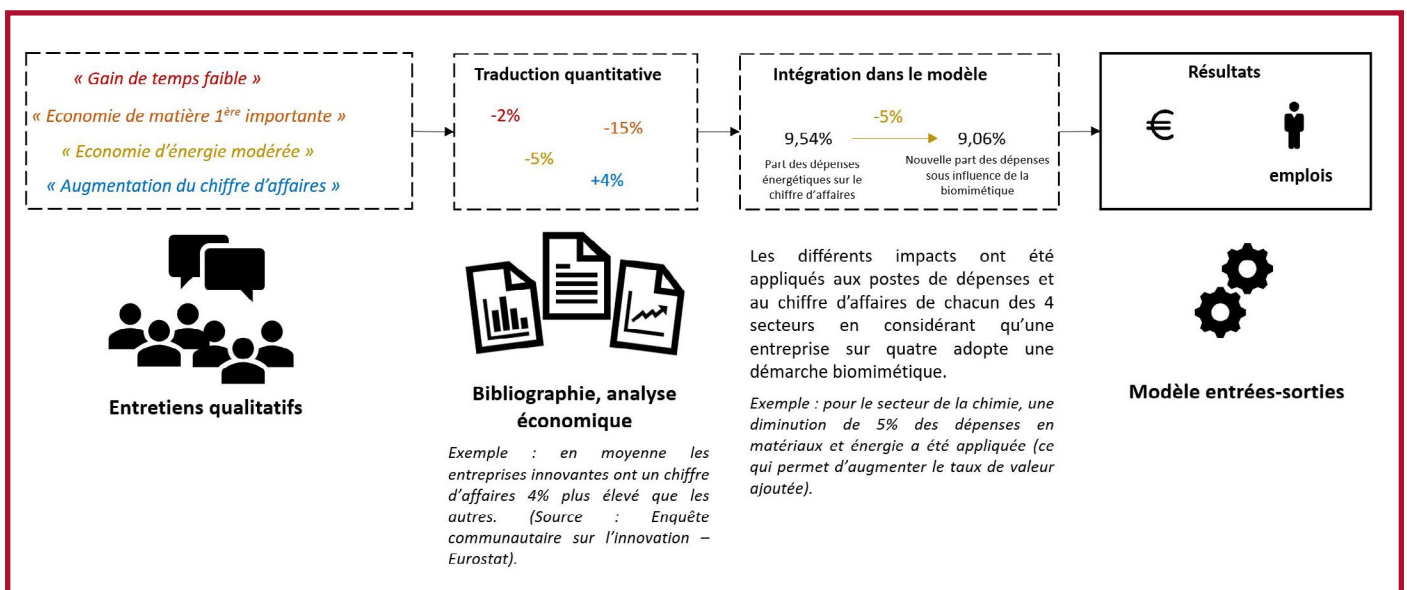 « Gain de temps faible »
« Economie de matière 1ère importante »
« Economie d’énergie modérée »
« Augmentation du chiffre d’affaires »
Entretiens qualitatifs
Traduction quantitative
-2%
-15%
-5%
+4%
Bibliographie, analyse
économique
Exemple : en moyenne les
entreprises innovantes ont un chiffre
d’affaires 4% plus élevé que les
autres. (Source : Enquête
communautaire sur l’innovation –
Eurostat).
Intégration dans le modèle
-5%
9,54%
9,06%
Part des dépenses
énergétiques sur le
chiffre d’affaires
Nouvelle part des dépenses
sous influence de la
biomimétique
Les différents impacts ont été
appliqués aux postes de dépenses et
au chiffre d’affaires de chacun des 4
secteurs en considérant qu’une
entreprise sur quatre adopte une
démarche biomimétique.
Exemple : pour le secteur de la chimie, une
diminution de 5% des dépenses en
matériaux et énergie a été appliquée (ce
qui permet d’augmenter le taux de valeur
ajoutée).
Résultats
€
emplois
Modèle entrées-sorties